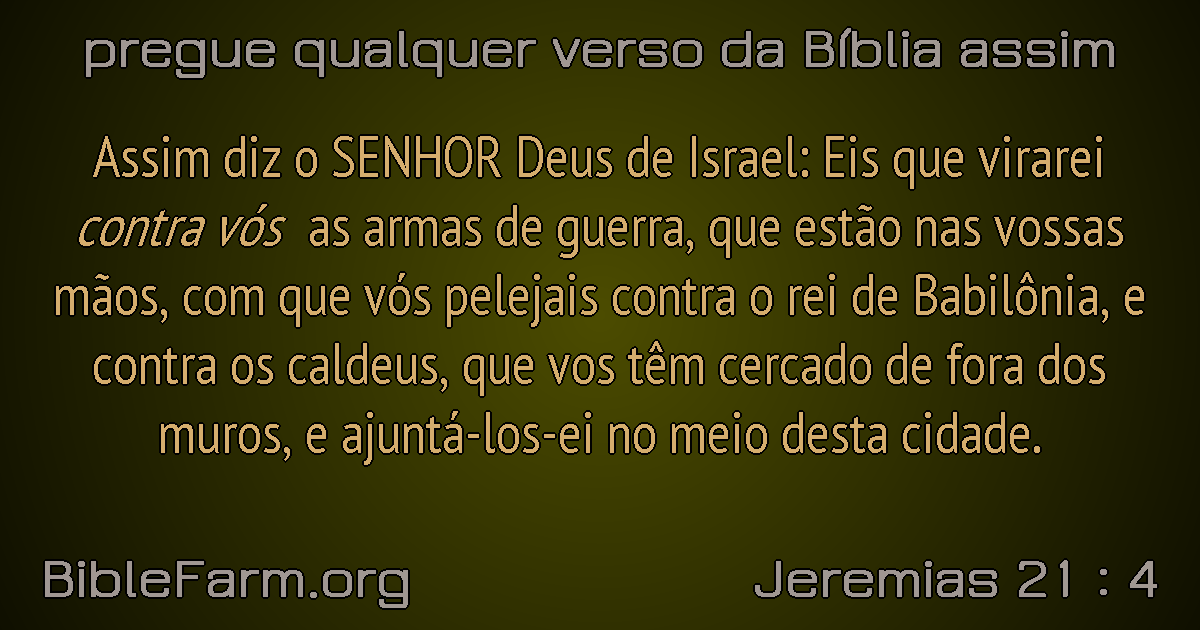 pregue qualquer verso da Bíblia assim
Assim diz o SENHOR Deus de Israel: Eis que virarei
contra vós as armas de guerra, que estão nas vossas
mãos, com que vós pelejais contra o rei de Babilônia, e
contra os caldeus, que vos têm cercado de fora dos
muros, e ajuntá-los-ei no meio desta cidade.
BibleFarm.org
Jeremias 21 : 4